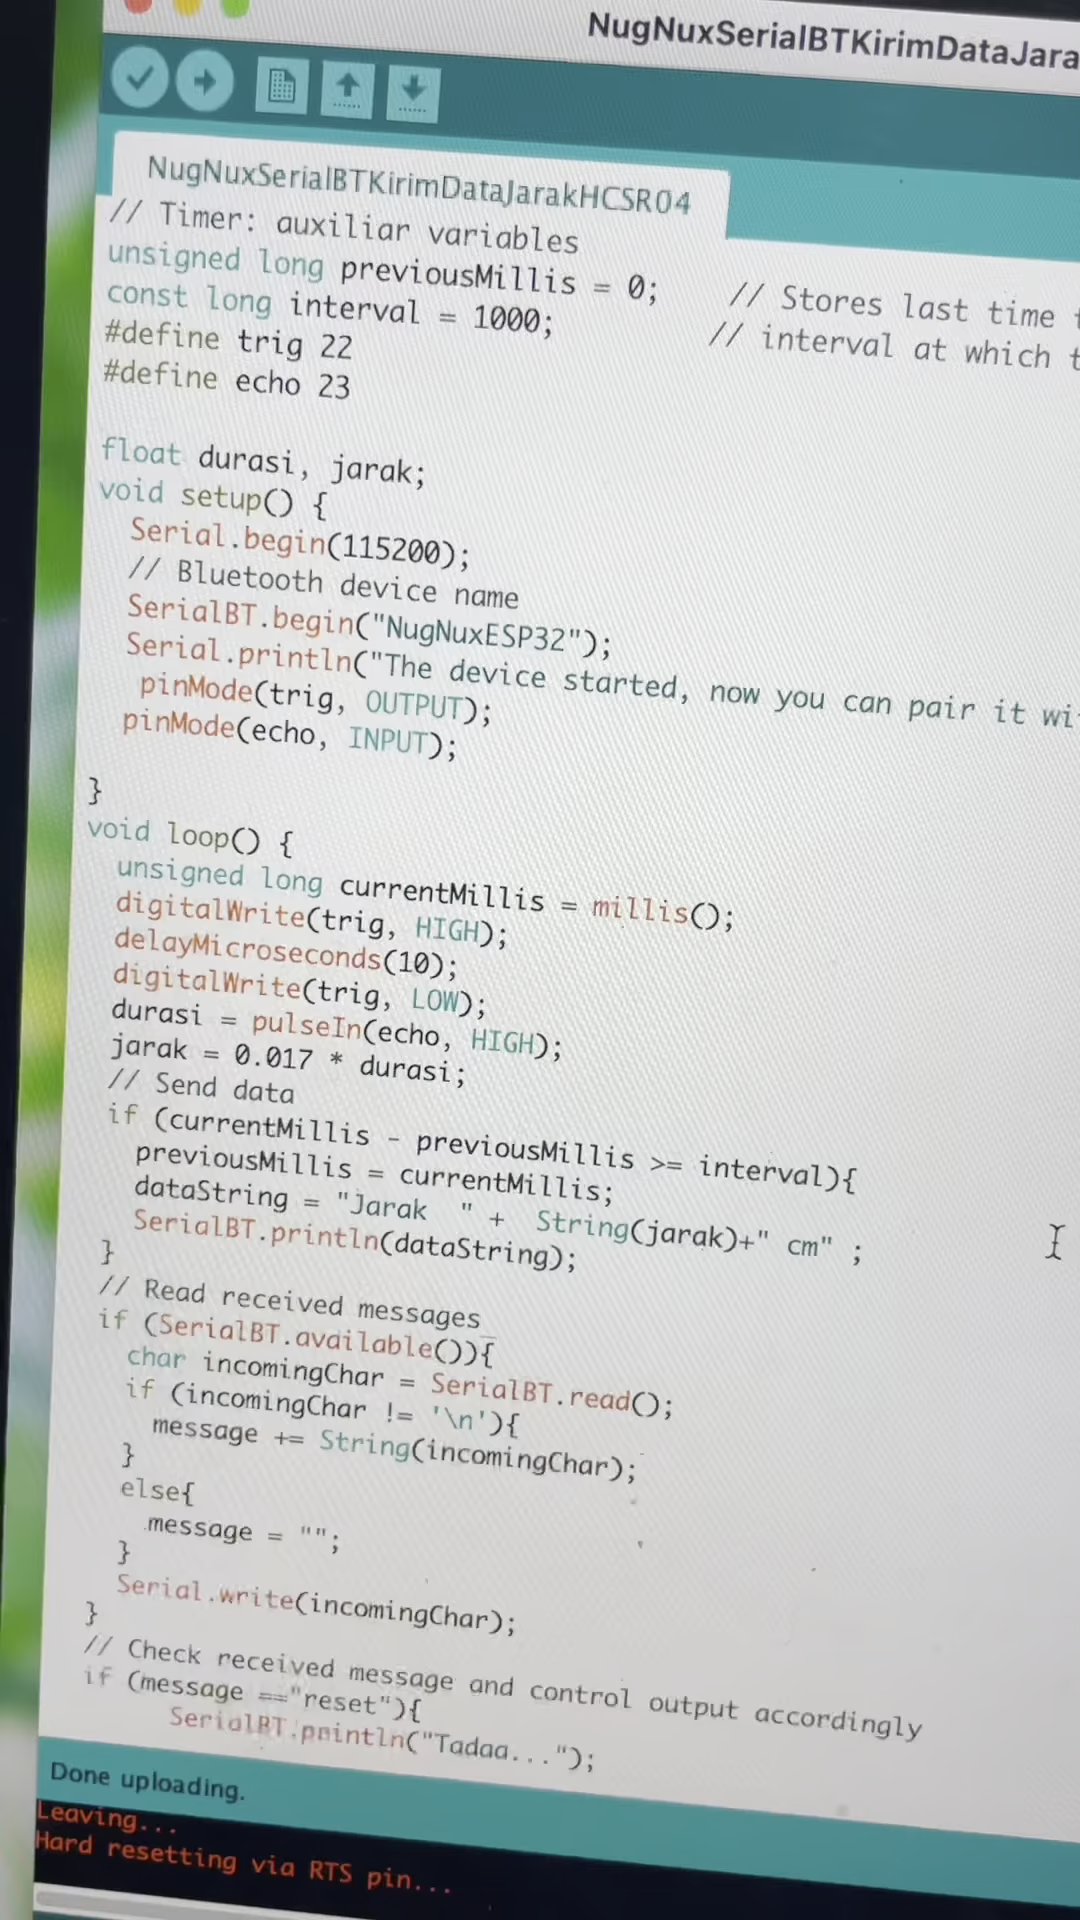 NugNuxSerialBTKirimDataJara
NugNuxSerialBTKirimDataJarakHCSR04
// Timer: auxiliar variables
unsigned long previousMillis = 0;    // Stores last time
const long interval = 1000;          // interval at which
#define trig 22
#define echo 23
float durasi, jarak;
void setup() {
  Serial.begin(115200);
  // Bluetooth device name
  SerialBT.begin("NugNuxESP32");
  Serial.println("The device started, now you can pair it wi
   pinMode(trig, OUTPUT);
  pinMode(echo, INPUT);
}
void loop() {
  unsigned long currentMillis = millis();
  digitalWrite(trig, HIGH);
  delayMicroseconds(10);
  digitalWrite(trig, LOW);
  durasi = pulseIn(echo, HIGH);
  jarak = 0.017 * durasi;
  // Send data
  if (currentMillis - previousMillis >= interval){
    previousMillis = currentMillis;
    dataString = "Jarak  " +  String(jarak)+" cm" ;
    SerialBT.println(dataString);
  }
  // Read received messages
  if (SerialBT.available()){
    char incomingChar = SerialBT.read();
    if (incomingChar != '\n'){
      message += String(incomingChar);
    }
    else{
      message = "";
    }
    Serial.write(incomingChar);
  }
  // Check received message and control output accordingly
  if (message =="reset"){
        SerialBT.println("Tadaa...");
Done uploading.
Leaving...
Hard resetting via RTS pin...